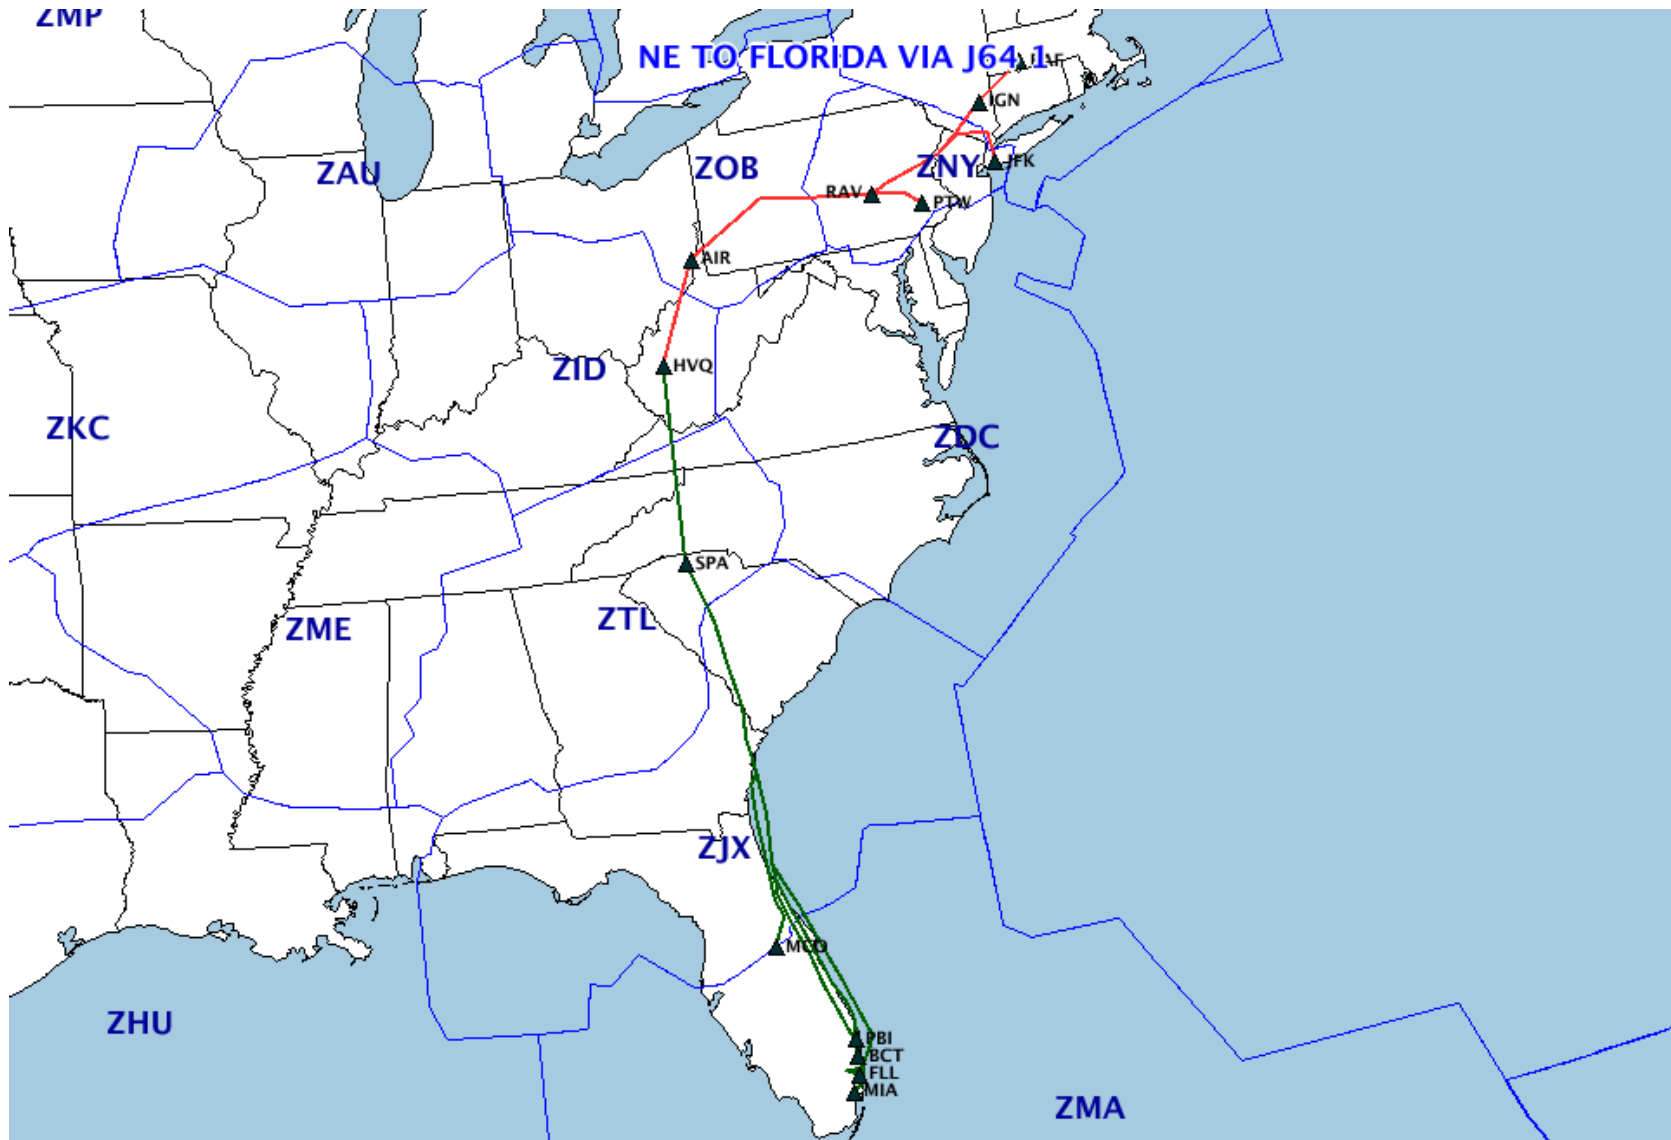 ZMP
NE TO FLORIDA VIA J64 1
IGN
ZAU
ZOB
ZNY
JFK
RAV
PTW
AIR
ZID
HVQ
ZKC
ZDC
SPA
ZTL
ZME
ZJX
MCO
ZHU
PBI
BCT
FLL
MIA
ZMA